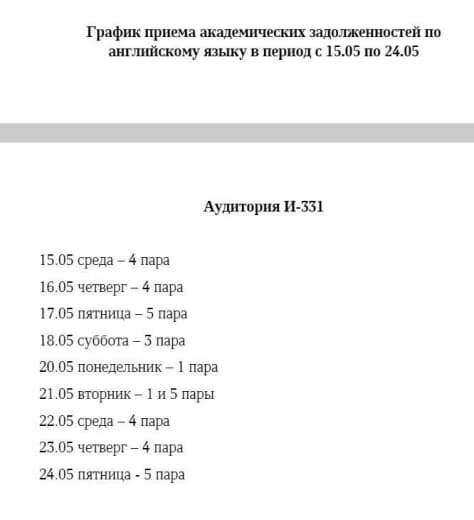 График приема академических задолженностей по
английскому языку в период с 15.05 по 24.05
Аудитория И-331
15.05 среда – 4 пара
16.05 четверг – 4 пара
17.05 пятница – 5 пара
18.05 суббота – 3 пара
20.05 понедельник – 1 пара
21.05 вторник – 1 и 5 пары
22.05 среда – 4 пара
23.05 четверг – 4 пара
24.05 пятница - 5 пара